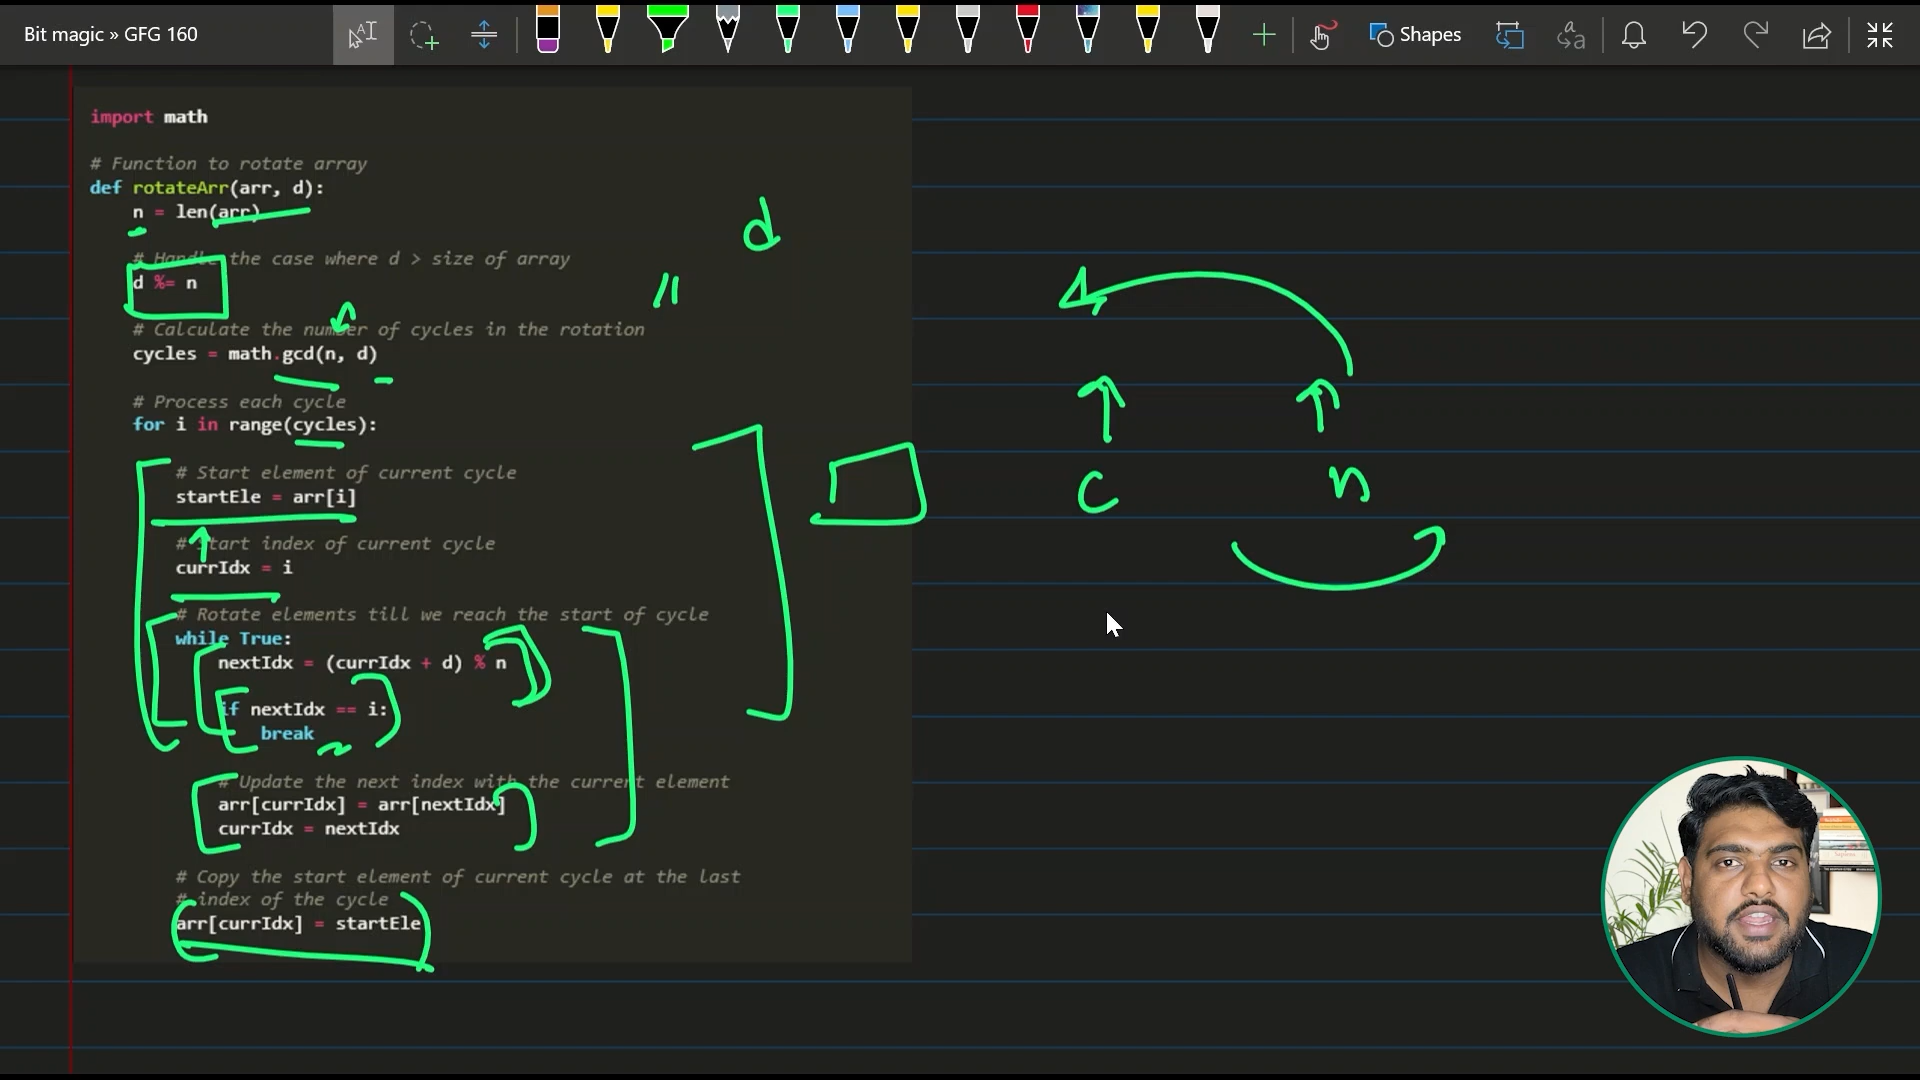 Bit magic » GFG 160
Shapes
import math
# Function to rotate array
def rotateArr(arr, d):
n = len(arr)
# Handle the case where d > size of array
d %= n
# Calculate the number of cycles in the rotation
cycles = math.gcd(n, d)
# Process each cycle
for i in range(cycles):
# Start element of current cycle
startEle = arr[i]
# Start index of current cycle
currIdx = i
# Rotate elements till we reach the start of cycle
while True:
nextIdx = (currIdx + d) % n
if nextIdx == i:
break
# Update the next index with the current element
arr[currIdx] = arr[nextIdx]
currIdx = nextIdx
# Copy the start element of current cycle at the last
# index of the cycle
arr[currIdx] = startEle
d
c n